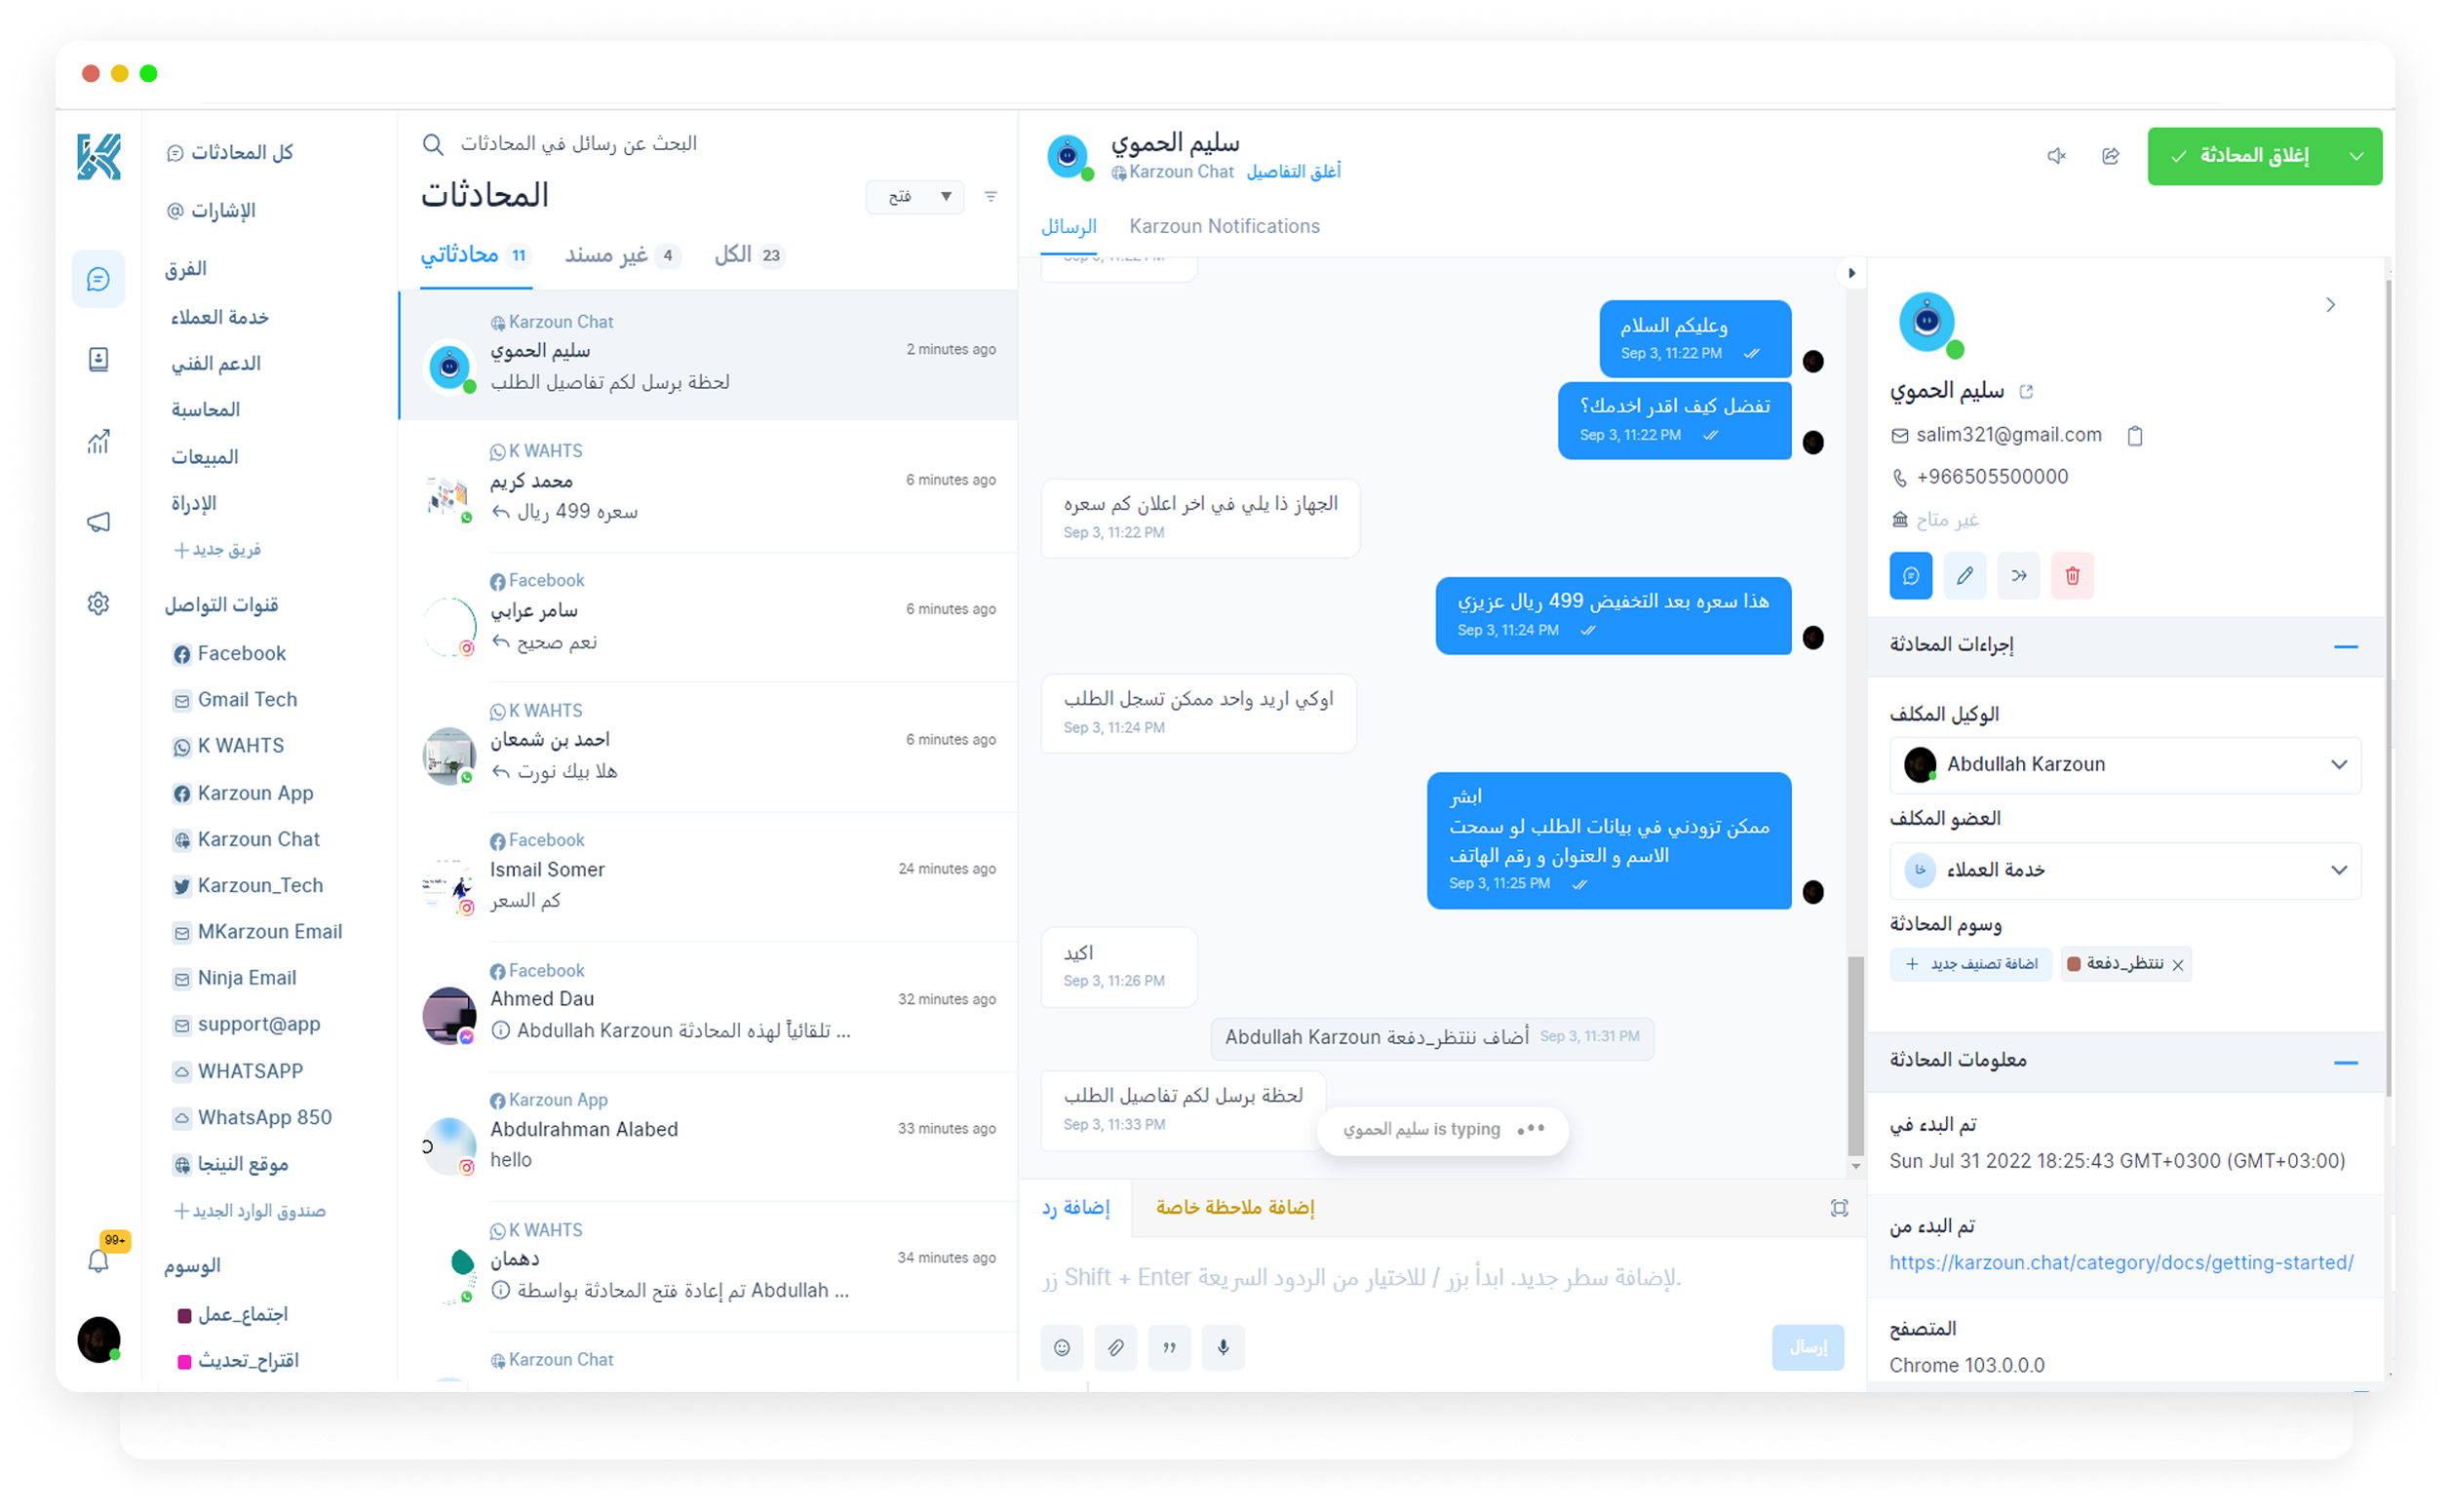 كل المحادثات
الإشارات
الفرق
خدمة العملاء
الدعم الفني
المحاسبة
المبيعات
الإدراة
فريق جديد
قنوات التواصل
Facebook
Gmail Tech
K WAHTS
Karzoun App
Karzoun Chat
Karzoun_Tech
MKarzoun Email
Ninja Email
support@app
WHATSAPP
WhatsApp 850
موقع النينجا
صندوق الوارد الجديد
الوسوم
اجتماع_عمل
اقتراح_تحديث
99+
البحث عن رسائل في المحادثات
المحادثات
فتح
محادثاتي 11
غير مسند 4
الكل 23
Karzoun Chat
سليم الحموي
2 minutes ago
لحظة برسل لكم تفاصيل الطلب
K WAHTS
محمد كريم
6 minutes ago
سعره 499 ريال
Facebook
سامر عرابي
6 minutes ago
نعم صحيح
K WAHTS
احمد بن شمعان
6 minutes ago
هلا بيك نورت
Facebook
Ismail Somer
24 minutes ago
كم السعر
Facebook
Ahmed Dau
32 minutes ago
Abdullah Karzoun تلقائياً لهذه المحادثة ...
Karzoun App
Abdulrahman Alabed
33 minutes ago
hello
K WAHTS
دهمان
34 minutes ago
تم إعادة فتح المحادثة بواسطة Abdullah ...
Karzoun Chat
سليم الحموي
Karzoun Chat أغلق التفاصيل
إغلاق المحادثة
الرسائل
Karzoun Notifications
Sep 3, 11:22 PM
وعليكم السلام
Sep 3, 11:22 PM
تفضل كيف اقدر اخدمك؟
Sep 3, 11:22 PM
الجهاز ذا يلي في اخر اعلان كم سعره
Sep 3, 11:22 PM
هذا سعره بعد التخفيض 499 ريال عزيزي
Sep 3, 11:24 PM
اوكي اريد واحد ممكن تسجل الطلب
Sep 3, 11:24 PM
ابشر
ممكن تزودني في بيانات الطلب لو سمحت
الاسم و العنوان و رقم الهاتف
Sep 3, 11:25 PM
اكيد
Sep 3, 11:26 PM
Abdullah Karzoun أضاف ننتظر_دفعة Sep 3, 11:31 PM
لحظة برسل لكم تفاصيل الطلب
Sep 3, 11:33 PM
سليم الحموي is typing
إضافة رد
إضافة ملاحظة خاصة
زر Shift + Enter لإضافة سطر جديد. ابدأ بزر / للاختيار من الردود السريعة.
إرسال
سليم الحموي
salim321@gmail.com
+966505500000
غير متاح
إجراءات المحادثة
الوكيل المكلف
Abdullah Karzoun
العضو المكلف
خا خدمة العملاء
وسوم المحادثة
+ اضافة تصنيف جديد
ننتظر_دفعة
معلومات المحادثة
تم البدء في
Sun Jul 31 2022 18:25:43 GMT+0300 (GMT+03:00)
تم البدء من
https://karzoun.chat/category/docs/getting-started/
المتصفح
Chrome 103.0.0.0